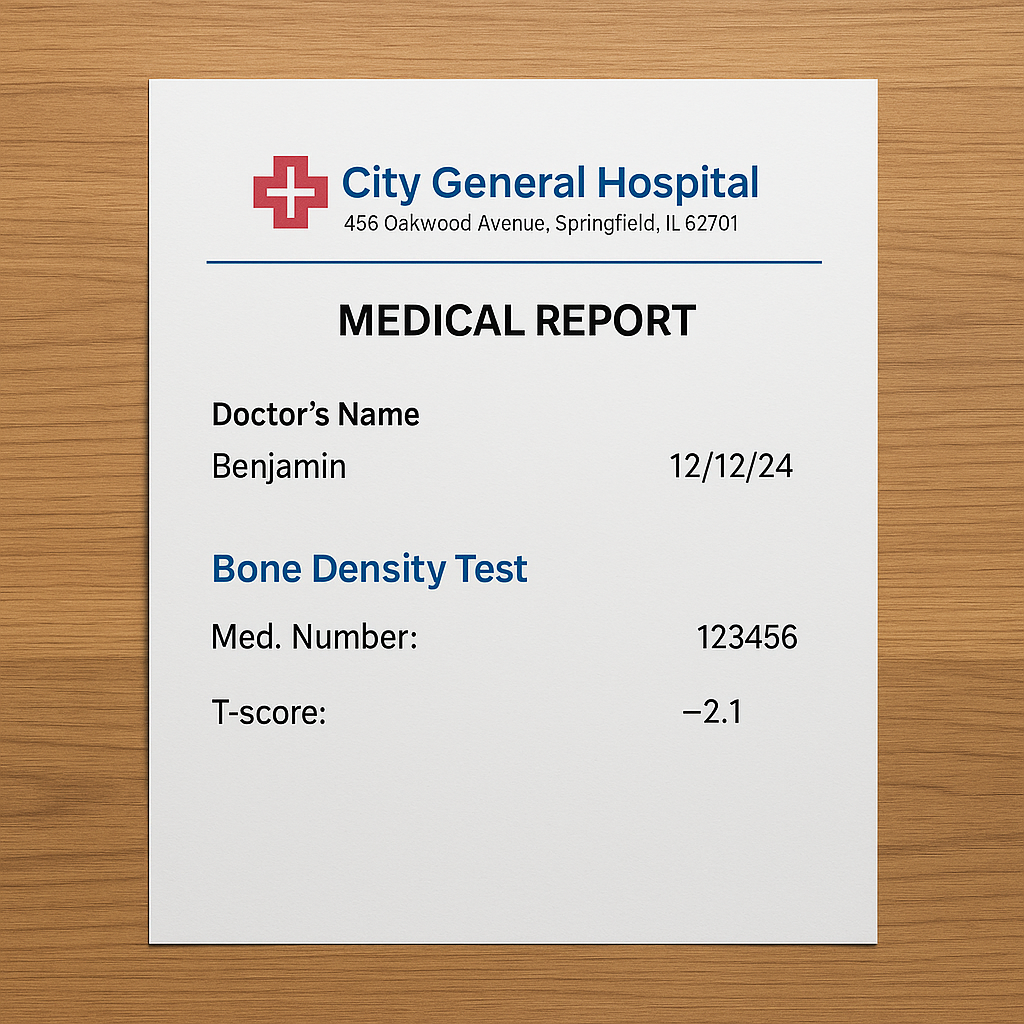 City General Hospital
456 Oakwood Avenue, Springfield, IL 62701
MEDICAL REPORT
Doctor’s Name
Benjamin 12/12/24
Bone Density Test
Med. Number: 123456
T-score: −2.1